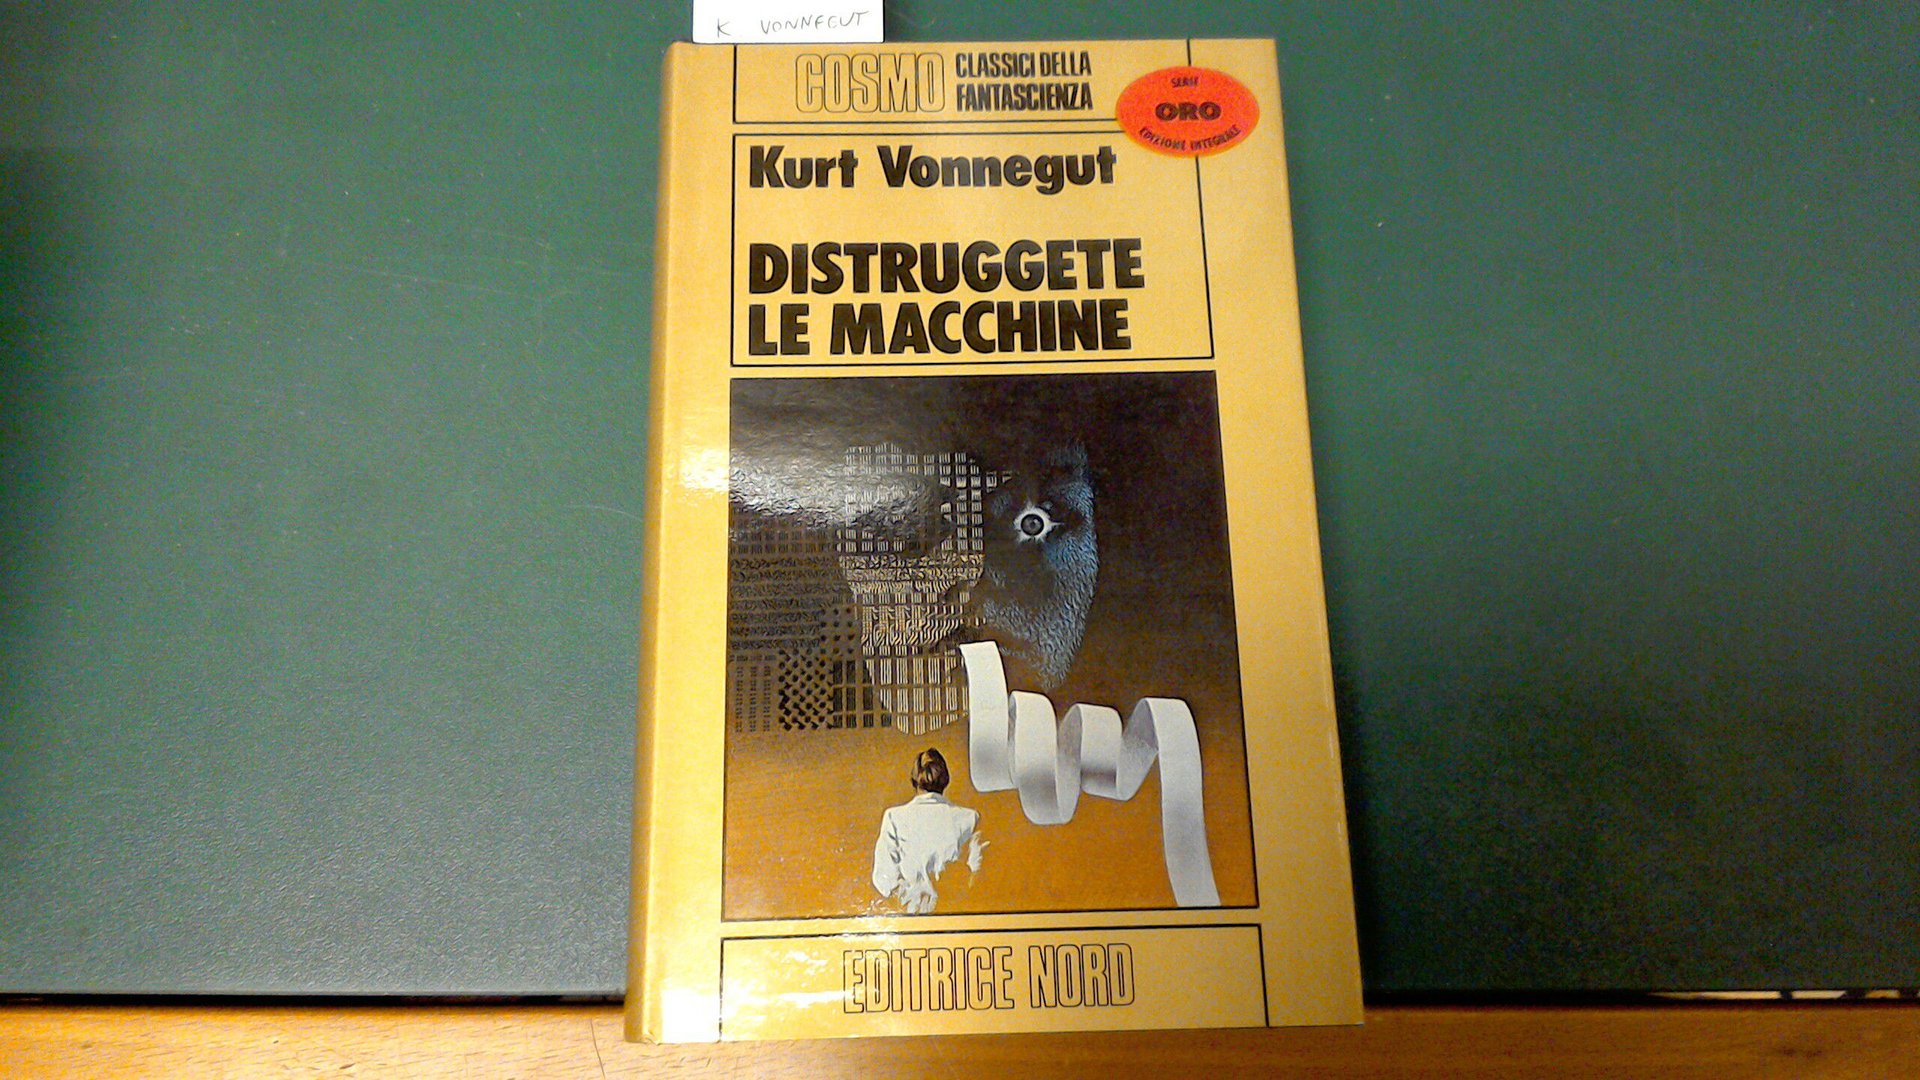 K VONNEGUT
COSMO
CLASSICI DELLA
FANTASCIENZA
SERIE
ORO
EDIZIONE INTEGRALE
Kurt Vonnegut
DISTRUGGETE
LE MACCHINE
EDITRICE NORD